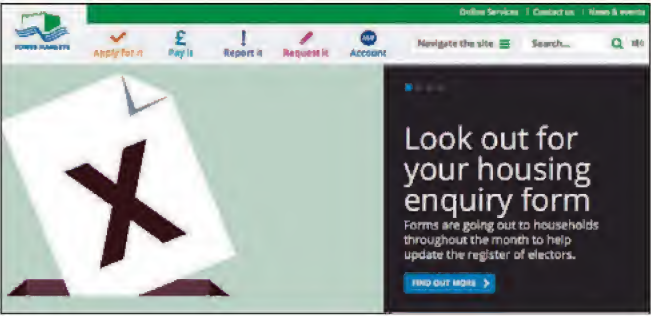 Online Services | Contact us | News & events
Apply for it
Pay it
Report it
Request it
Account
Navigate the site
Search...
X
Look out for
your housing
enquiry form
Forms are going out to households
throughout the month to help
update the register of electors.
FIND OUT MORE